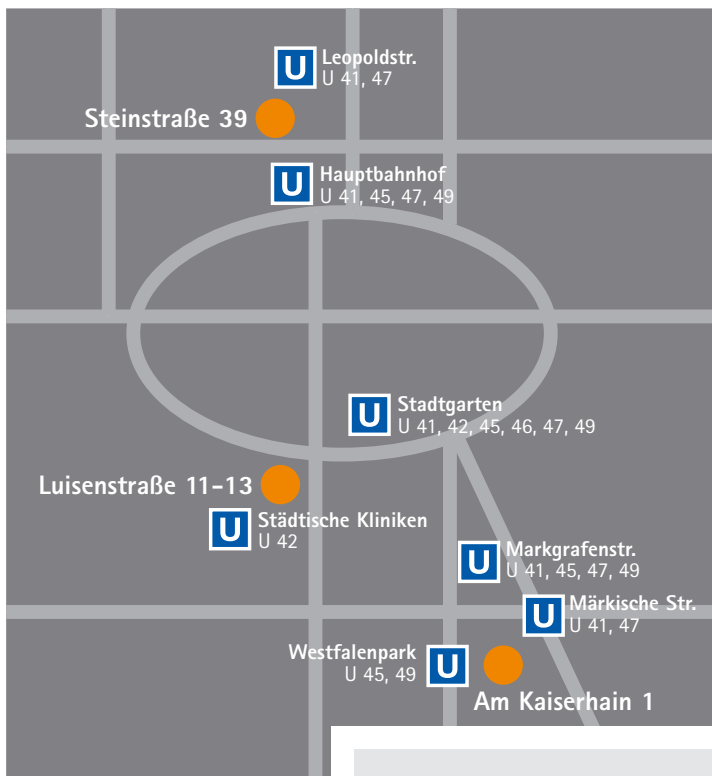 U
Leopoldstr.
U 41, 47
Steinstraße 39
U
Hauptbahnhof
U 41, 45, 47, 49
U
Stadtgarten
U 41, 42, 45, 46, 47, 49
Luisenstraße 11–13
U
Städtische Kliniken
U 42
U
Markgrafenstr.
U 41, 45, 47, 49
U
Märkische Str.
U 41, 47
Westfalenpark
U 45, 49
U
Am Kaiserhain 1